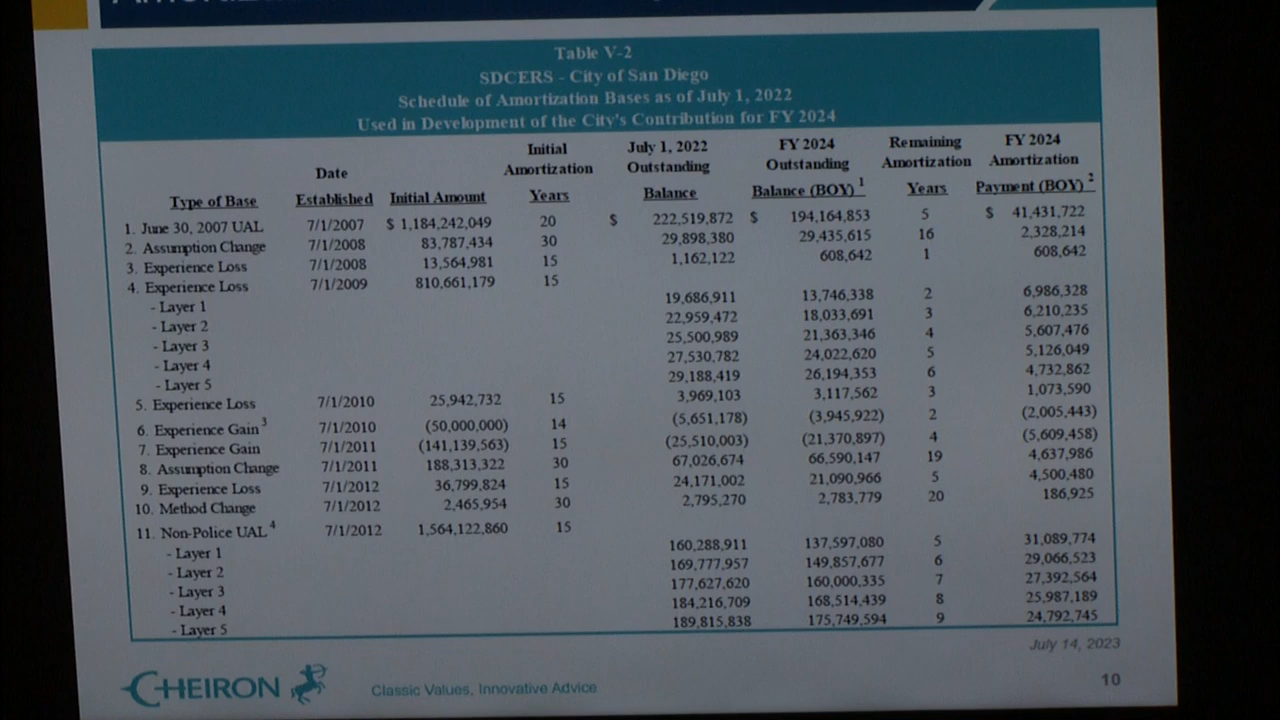 Table V-2
SDCERS - City of San Diego
Schedule of Amortization Bases as of July 1, 2022
Used in Development of the City's Contribution for FY 2024
Initial July 1, 2022 FY 2024 Remaining FY 2024
Date Amortization Outstanding Outstanding Amortization Amortization
Type of Base Established Initial Amount Years Balance Balance (BOY) 1 Years Payment (BOY) 2
1. June 30, 2007 UAL 7/1/2007 $ 1,184,242,049 20 $ 222,519,872 $ 194,164,853 5 $ 41,431,722
2. Assumption Change 7/1/2008 83,787,434 30 29,898,380 29,435,615 16 2,328,214
3. Experience Loss 7/1/2008 13,564,981 15 1,162,122 608,642 1 608,642
4. Experience Loss 7/1/2009 810,661,179 15
- Layer 1 19,686,911 13,746,338 2 6,986,328
- Layer 2 22,959,472 18,033,691 3 6,210,235
- Layer 3 25,500,989 21,363,346 4 5,607,476
- Layer 4 27,530,782 24,022,620 5 5,126,049
- Layer 5 29,188,419 26,194,353 6 4,732,862
5. Experience Loss 7/1/2010 25,942,732 15 3,969,103 3,117,562 3 1,073,590
6. Experience Gain 3 7/1/2010 (50,000,000) 14 (5,651,178) (3,945,922) 2 (2,005,443)
7. Experience Gain 7/1/2011 (141,139,563) 15 (25,510,003) (21,370,897) 4 (5,609,458)
8. Assumption Change 7/1/2011 188,313,322 30 67,026,674 66,590,147 19 4,637,986
9. Experience Loss 7/1/2012 36,799,824 15 24,171,002 21,090,966 5 4,500,480
10. Method Change 7/1/2012 2,465,954 30 2,795,270 2,783,779 20 186,925
11. Non-Police UAL 4 7/1/2012 1,564,122,860 15
- Layer 1 160,288,911 137,597,080 5 31,089,774
- Layer 2 169,777,957 149,857,677 6 29,066,523
- Layer 3 177,627,620 160,000,335 7 27,392,564
- Layer 4 184,216,709 168,514,439 8 25,987,189
- Layer 5 189,815,838 175,749,594 9 24,792,745
July 14, 2023
CHEIRON Classic Values, Innovative Advice 10